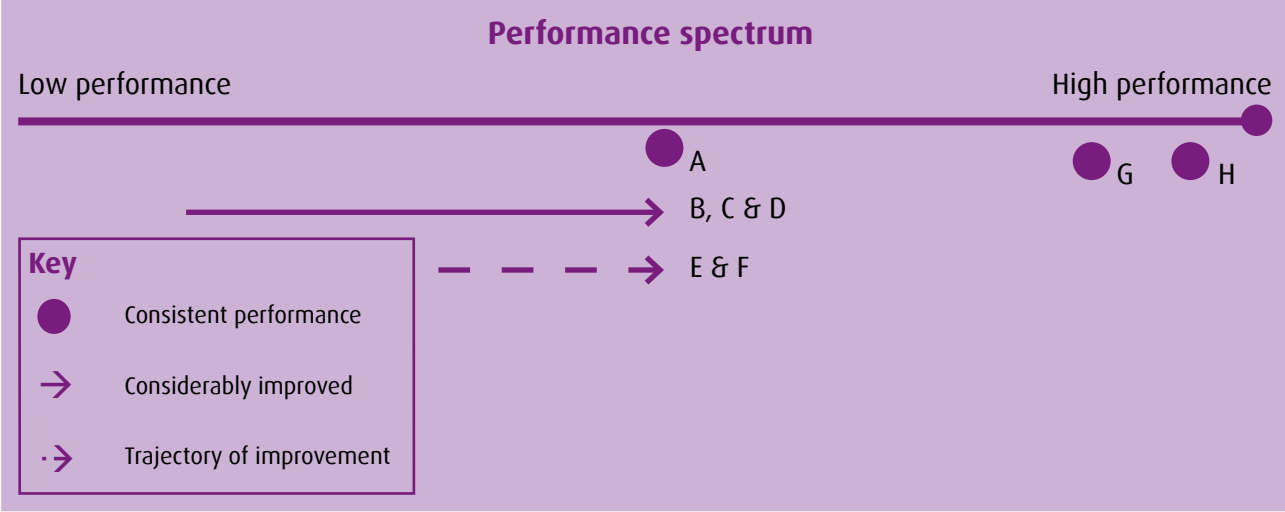 Performance spectrum
Low performance
High performance
A
G
H
B, C & D
E & F
Key
Consistent performance
Considerably improved
Trajectory of improvement